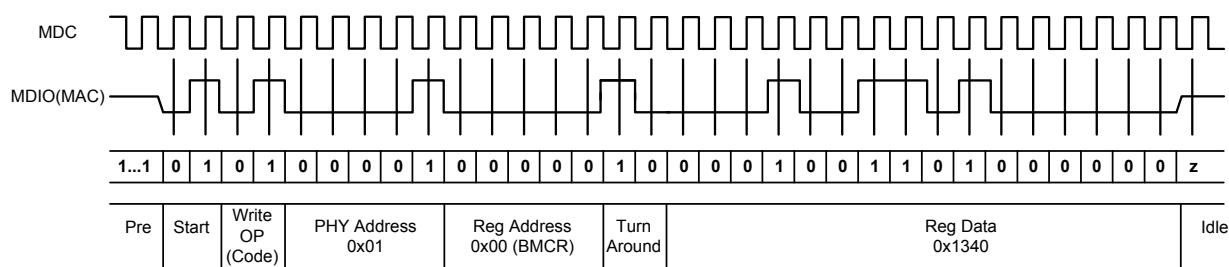 MDC
MDIO(MAC)
1...1 0 1 0 1 0 0 0 0 1 0 0 0 0 0 1 0 0 0 0 1 0 0 1 1 0 1 0 0 0 0 0 0 z
Pre
Start
Write
OP
(Code)
PHY Address
0x01
Reg Address
0x00 (BMCR)
Turn
Around
Reg Data
0x1340
Idle